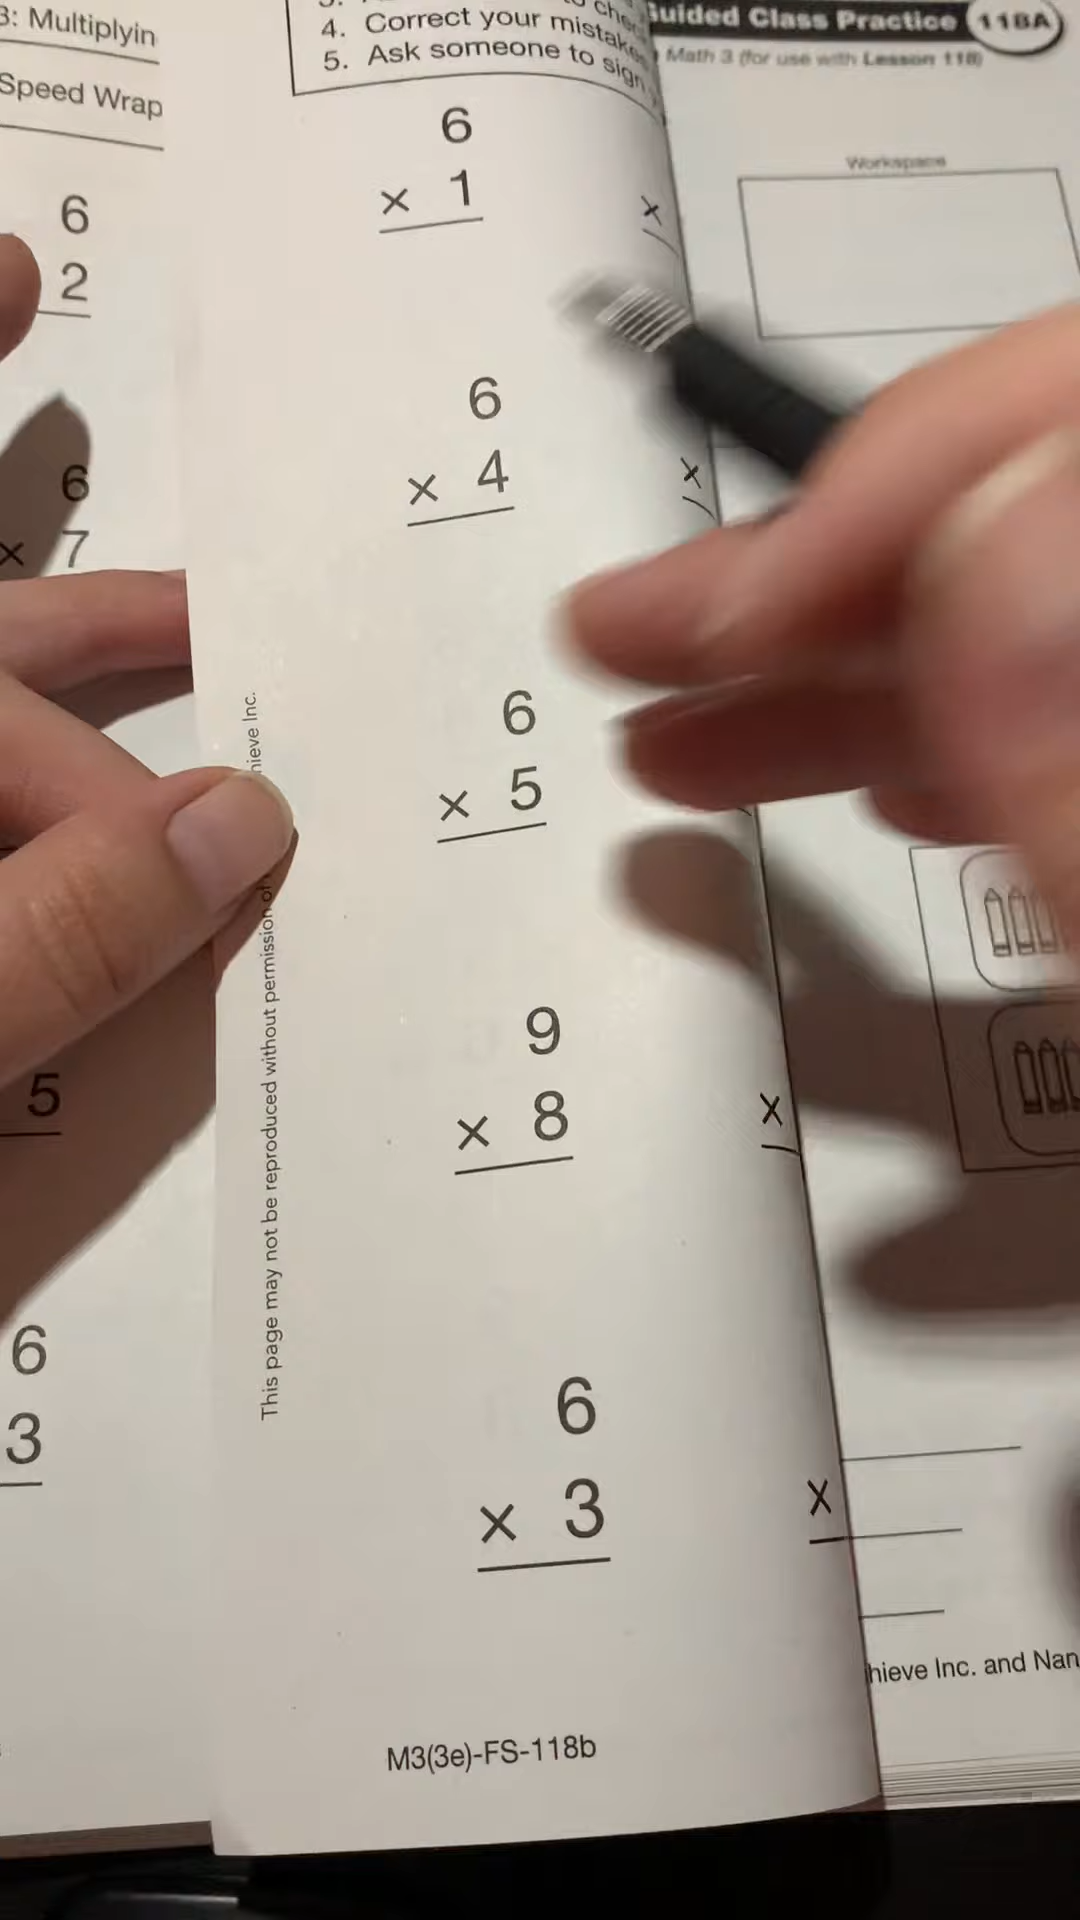 3: Multiplyin
Speed Wrap
6
2
6
× 7
5
6
3
4. Correct your mistake
5. Ask someone to sign
6
× 1
6
× 4
6
× 5
9
× 8
6
× 3
This page may not be reproduced without permission of
hieve Inc.
M3(3e)-FS-118b
×
×
×
×
Guided Class Practice 118A
Math 3 (for use with Lesson 118)
Workspace
hieve Inc. and Nan